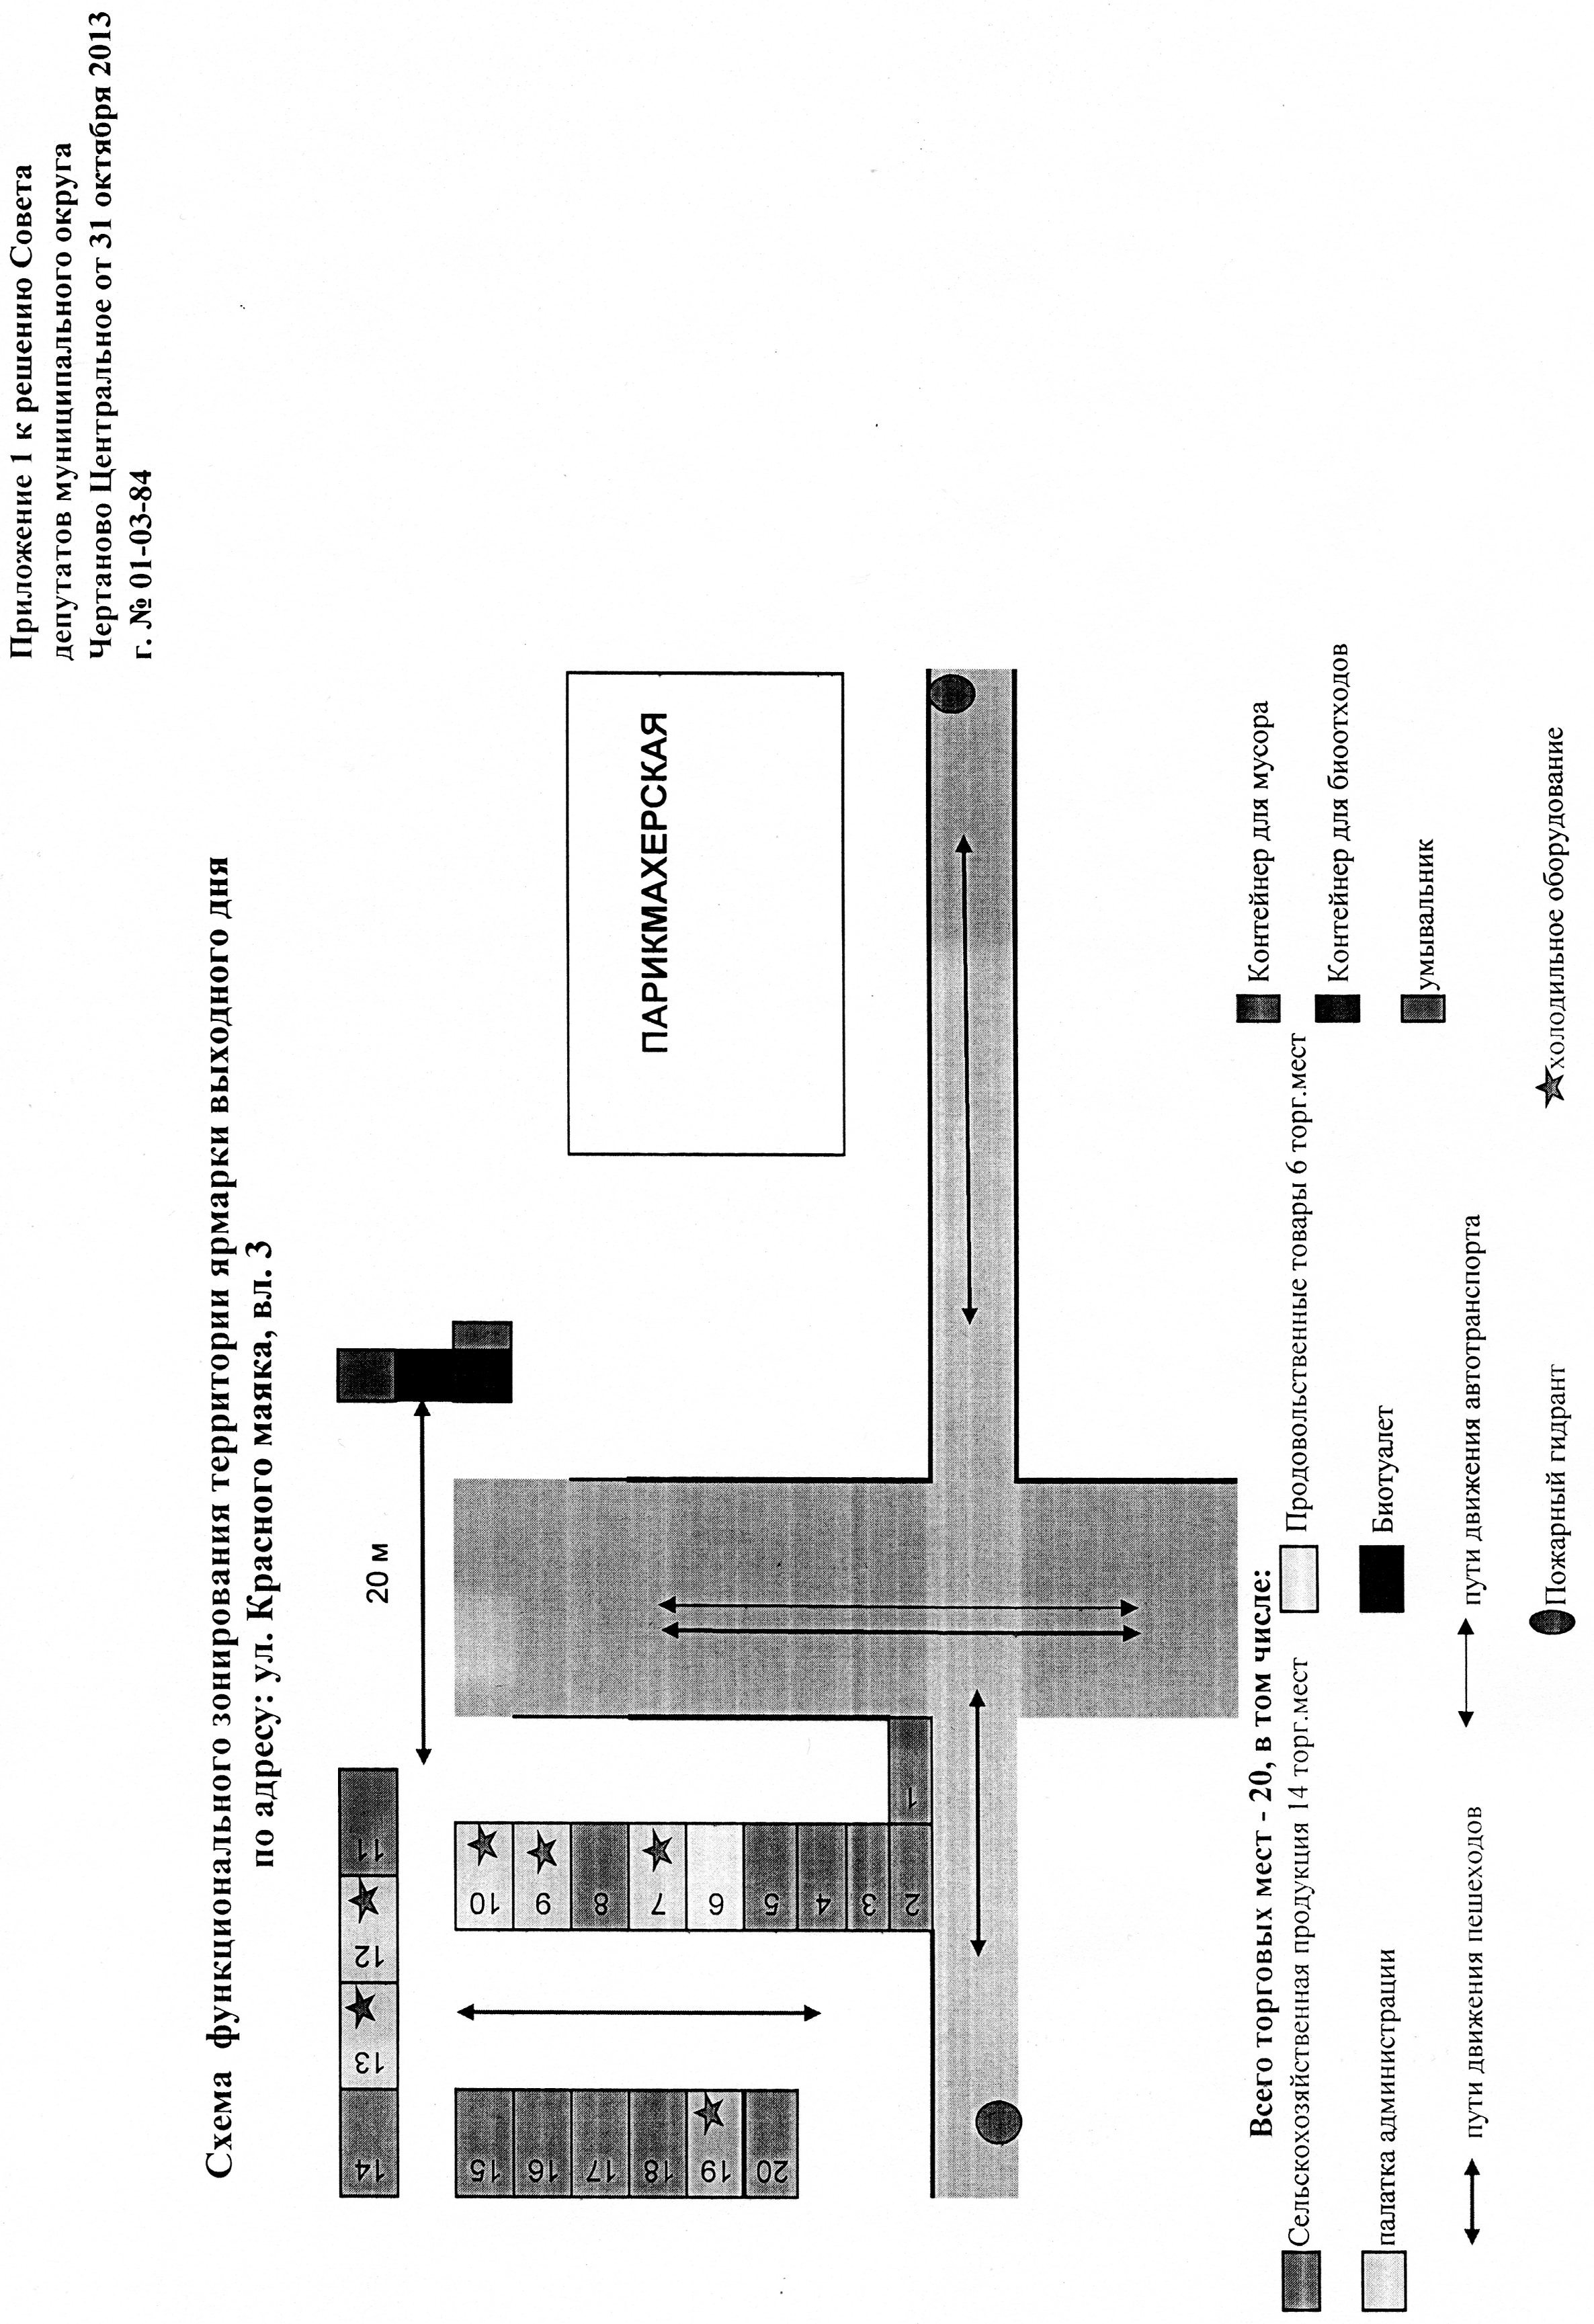 Приложение 1 к решению Совета
депутатов муниципального округа
Чертаново Центральное от 31 октября 2013
г. № 01-03-84
Схема функционального зонирования территории ярмарки выходного дня
по адресу: ул. Красного маяка, вл. 3
20 м
14
13
12
11
15
16
17
18
19
20
10
9
8
7
6
5
4
3
2
1
ПАРИКМАХЕРСКАЯ
Всего торговых мест - 20, в том числе:
Сельскохозяйственная продукция 14 торг.мест
Продовольственные товары 6 торг.мест
Контейнер для мусора
палатка администрации
Биотуалет
Контейнер для биоотходов
умывальник
пути движения пешеходов
пути движения автотранспорта
Пожарный гидрант
холодильное оборудование